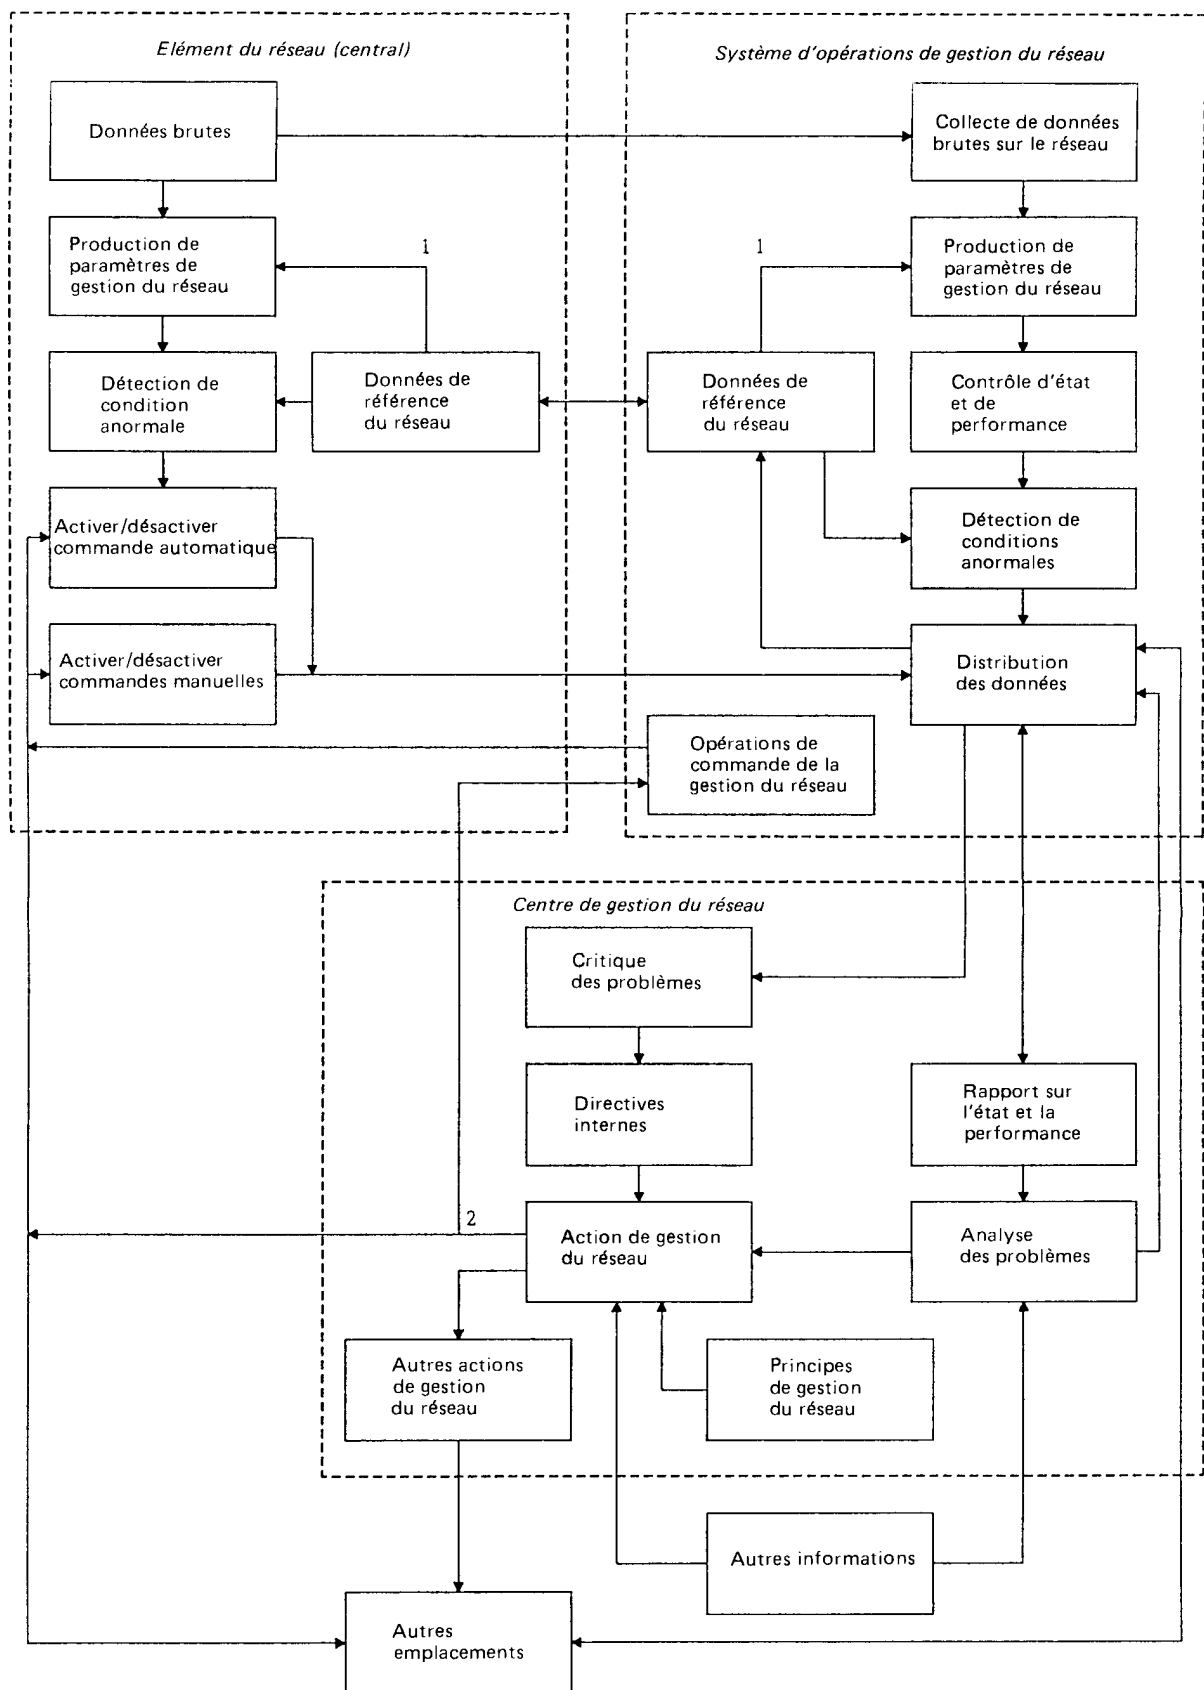 Elément du réseau (central)
Système d'opérations de gestion du réseau
Données brutes
Collecte de données
brutes sur le réseau
Production de
paramètres de
gestion du réseau
1
1
Production de
paramètres de
gestion du réseau
Détection de
condition
anormale
Données de
référence
du réseau
Données de
référence
du réseau
Contrôle d'état
et de
performance
Activer/désactiver
commande automatique
Détection de
conditions
anormales
Activer/désactiver
commandes manuelles
Distribution
des données
Opérations de
commande de la
gestion du réseau
Centre de gestion du réseau
Critique
des problèmes
Directives
internes
Rapport sur
l'état et la
performance
2
Action de gestion
du réseau
Analyse
des problèmes
Autres actions
de gestion
du réseau
Principes
de gestion
du réseau
Autres informations
Autres
emplacements